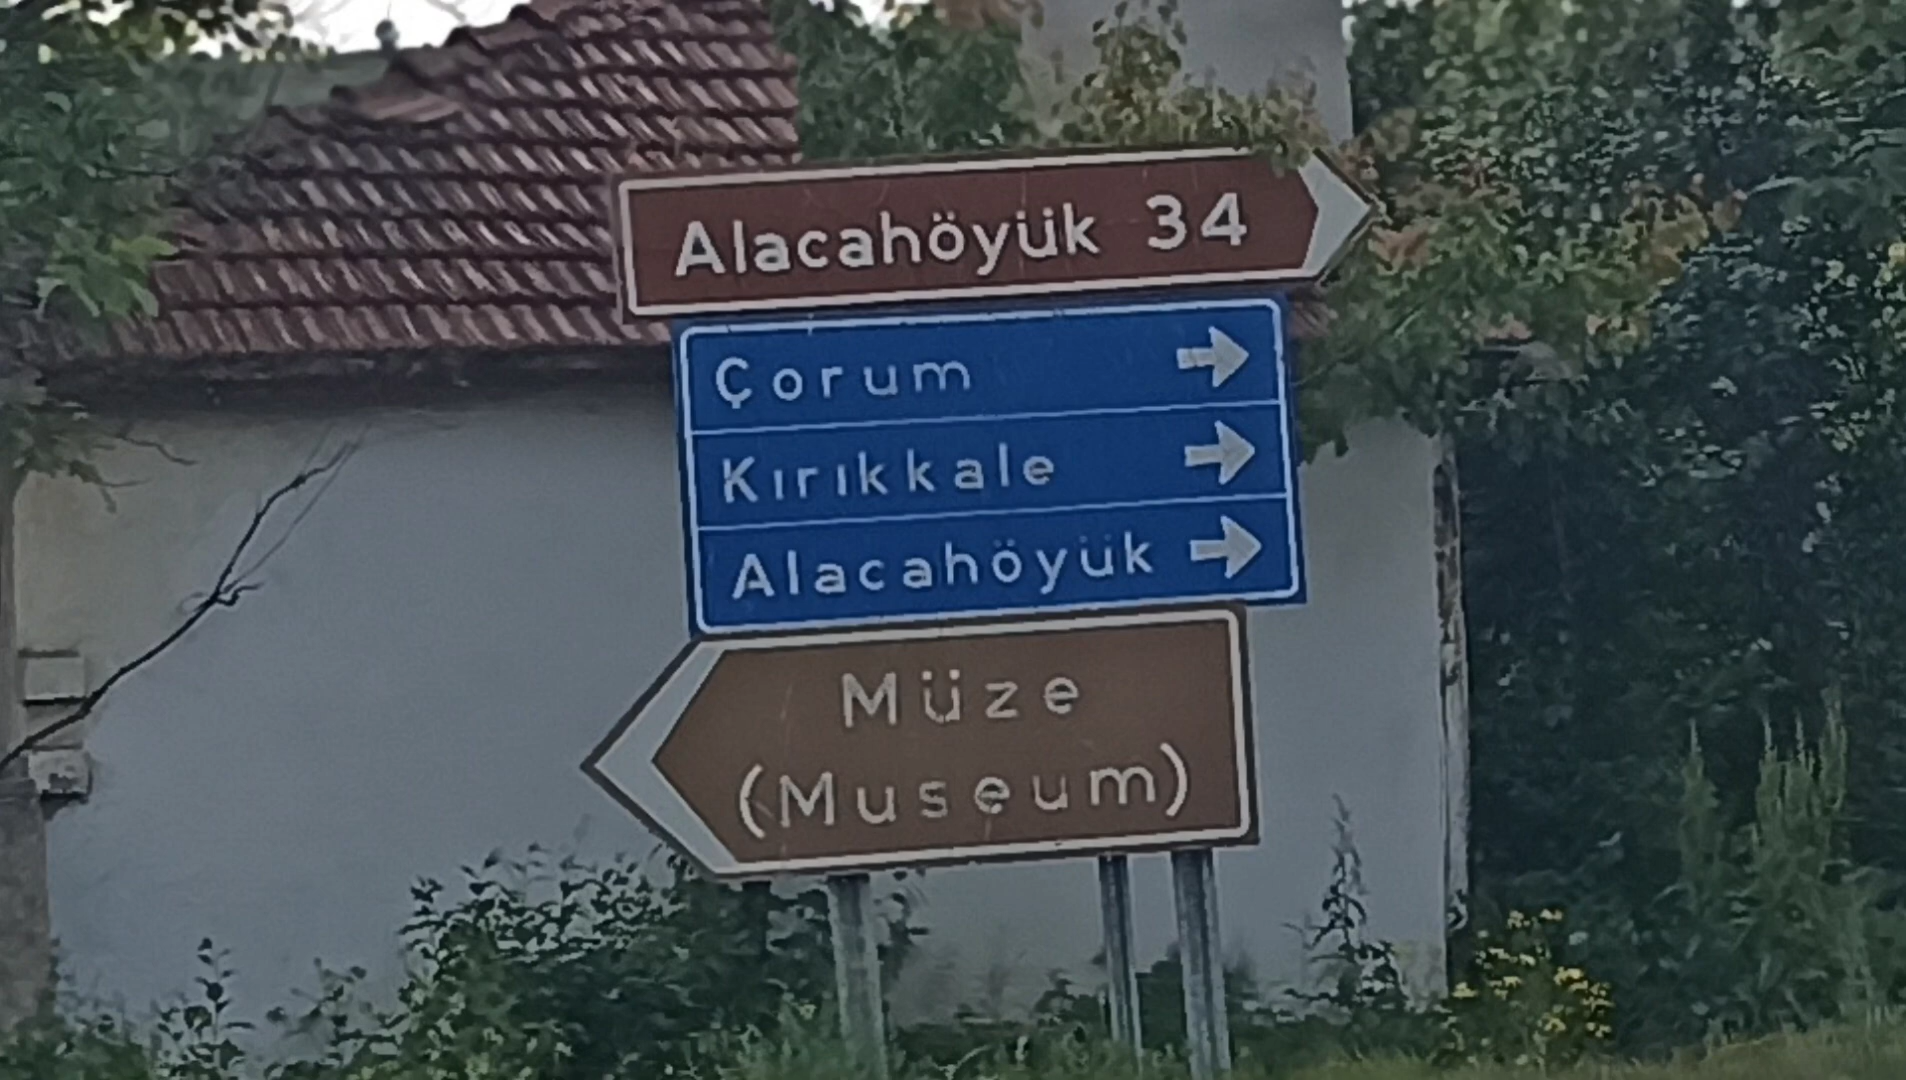 Alacahöyük 34
Çorum
Kırıkkale
Alacahöyük
Müze
(Museum)